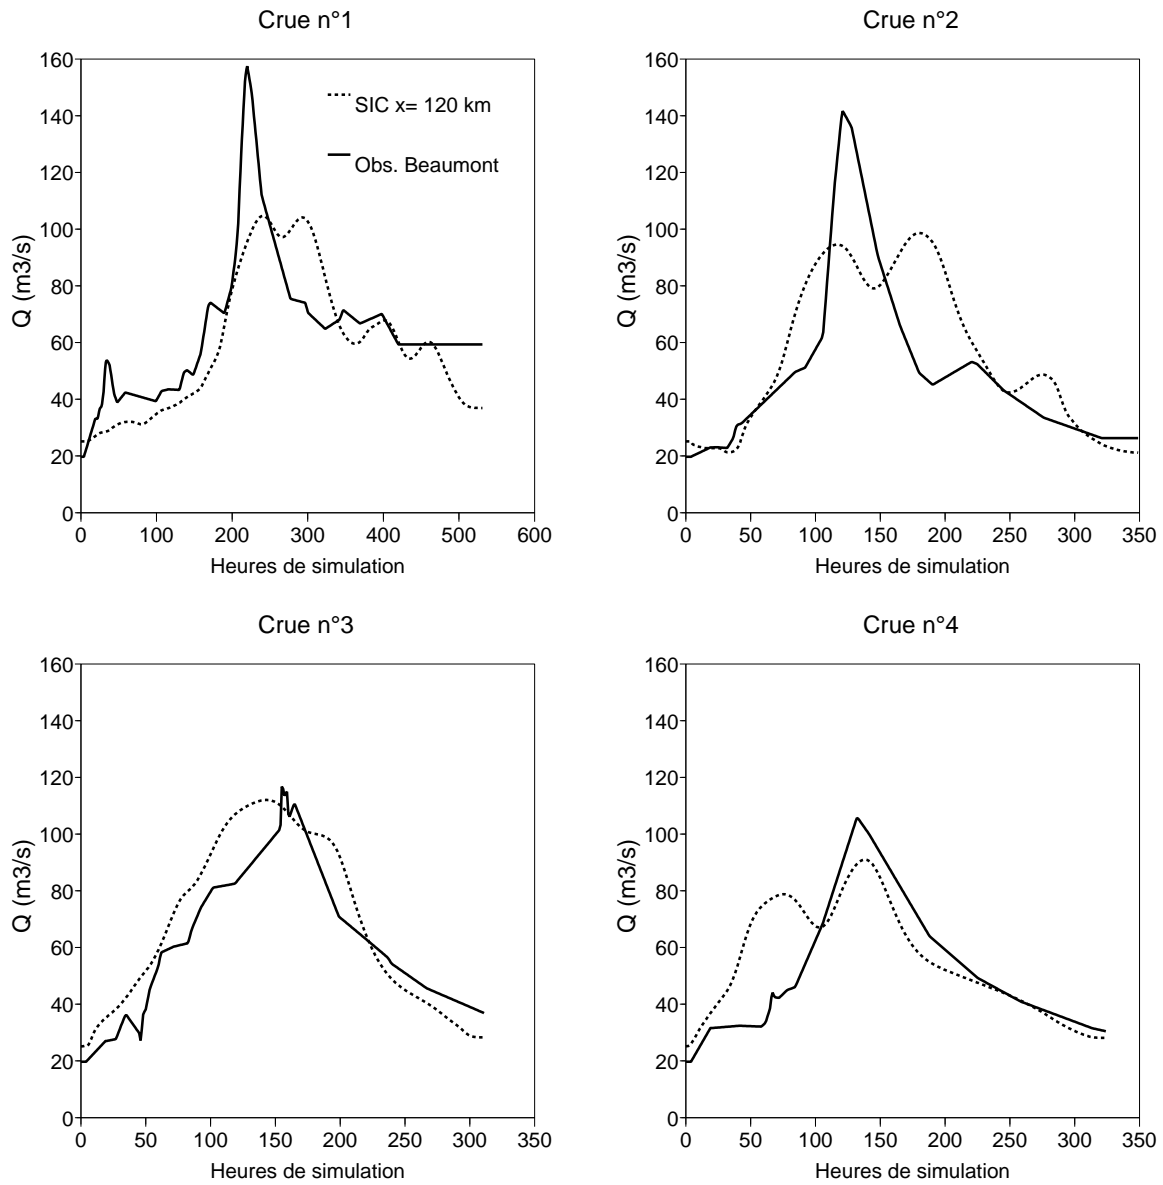 Crue n°1
160
140
120
100
80
60
40
20
0
Q (m3/s)
SIC x= 120 km
Obs. Beaumont
0 100 200 300 400 500 600
Heures de simulation
Crue n°2
160
140
120
100
80
60
40
20
0
Q (m3/s)
0 50 100 150 200 250 300 350
Heures de simulation
Crue n°3
160
140
120
100
80
60
40
20
0
Q (m3/s)
0 50 100 150 200 250 300 350
Heures de simulation
Crue n°4
160
140
120
100
80
60
40
20
0
Q (m3/s)
0 50 100 150 200 250 300 350
Heures de simulation